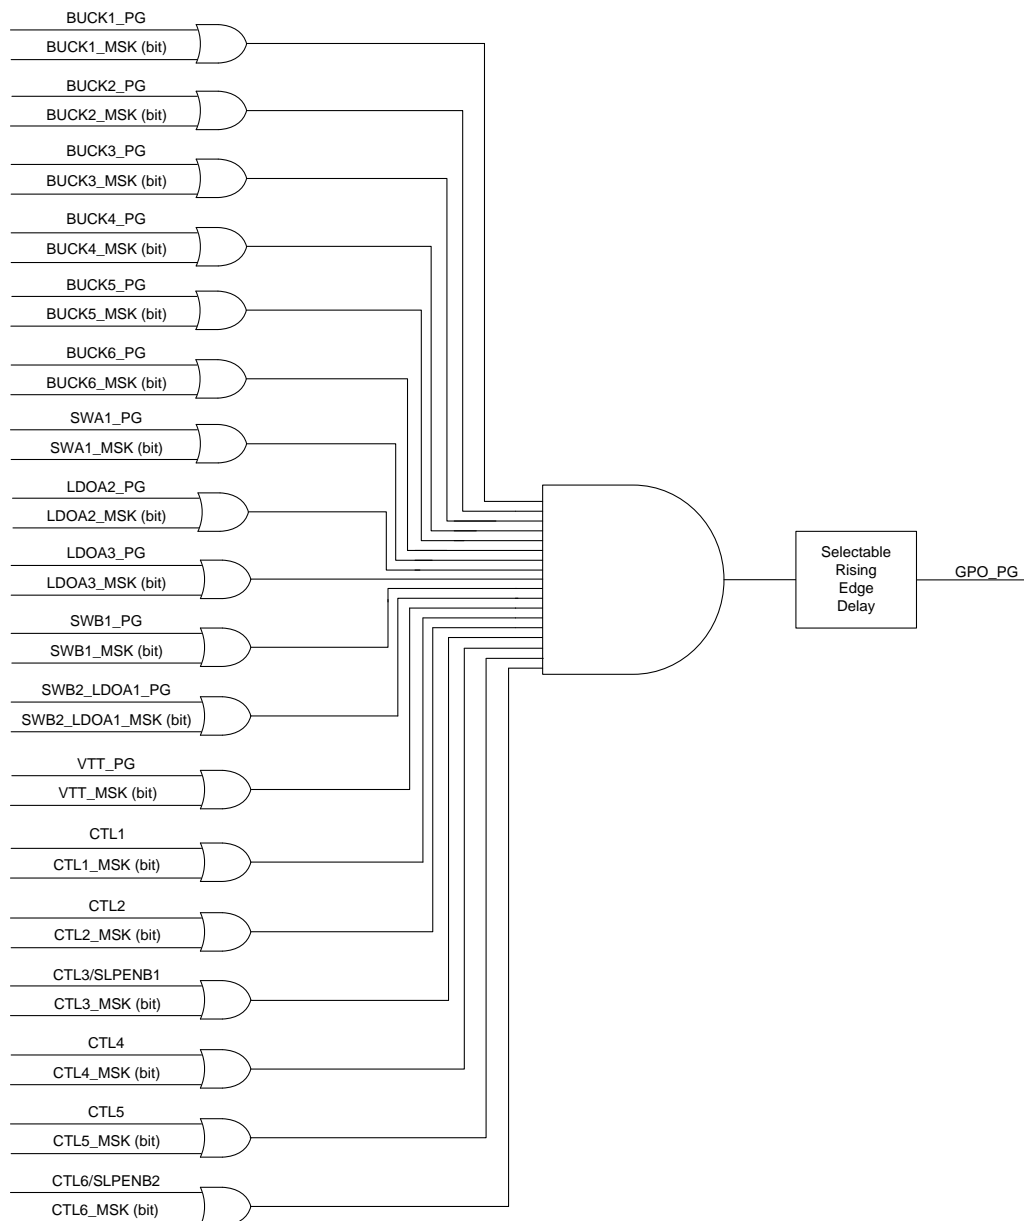 BUCK1_PG
BUCK1_MSK (bit)
BUCK2_PG
BUCK2_MSK (bit)
BUCK3_PG
BUCK3_MSK (bit)
BUCK4_PG
BUCK4_MSK (bit)
BUCK5_PG
BUCK5_MSK (bit)
BUCK6_PG
BUCK6_MSK (bit)
SWA1_PG
SWA1_MSK (bit)
LDOA2_PG
LDOA2_MSK (bit)
LDOA3_PG
LDOA3_MSK (bit)
SWB1_PG
SWB1_MSK (bit)
SWB2_LDOA1_PG
SWB2_LDOA1_MSK (bit)
VTT_PG
VTT_MSK (bit)
CTL1
CTL1_MSK (bit)
CTL2
CTL2_MSK (bit)
CTL3/SLPENB1
CTL3_MSK (bit)
CTL4
CTL4_MSK (bit)
CTL5
CTL5_MSK (bit)
CTL6/SLPENB2
CTL6_MSK (bit)
Selectable
Rising
Edge
Delay
GPO_PG